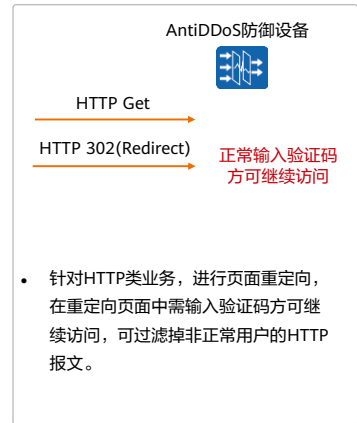 AntiDDoS防御设备
HTTP Get
HTTP 302(Redirect)
正常输入验证码
方可继续访问
• 针对HTTP类业务，进行页面重定向，
在重定向页面中需输入验证码方可继
续访问，可过滤掉非正常用户的HTTP
报文。